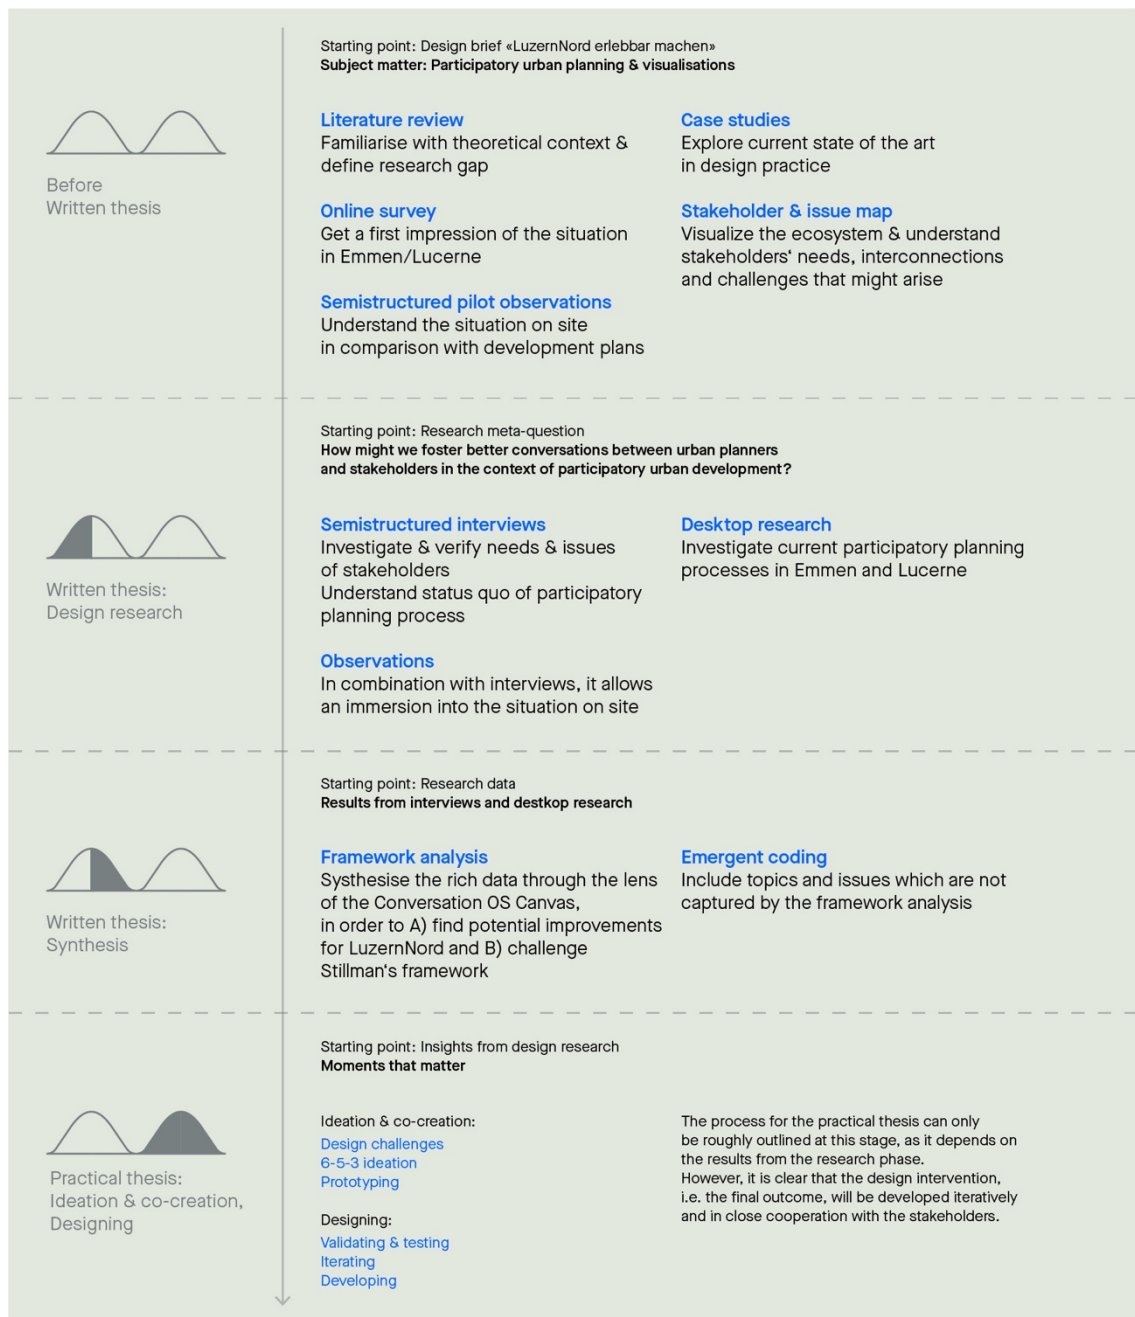 Starting point: Design brief «LuzernNord erlebbar machen»
Subject matter: Participatory urban planning & visualisations
Before
Written thesis
Literature review
Familiarise with theoretical context &
define research gap
Online survey
Get a first impression of the situation
in Emmen/Lucerne
Semistructured pilot observations
Understand the situation on site
in comparison with development plans
Case studies
Explore current state of the art
in design practice
Stakeholder & issue map
Visualize the ecosystem & understand
stakeholders‘ needs, interconnections
and challenges that might arise
Starting point: Research meta-question
How might we foster better conversations between urban planners
and stakeholders in the context of participatory urban development?
Written thesis:
Design research
Semistructured interviews
Investigate & verify needs & issues
of stakeholders
Understand status quo of participatory
planning process
Observations
In combination with interviews, it allows
an immersion into the situation on site
Desktop research
Investigate current participatory planning
processes in Emmen and Lucerne
Starting point: Research data
Results from interviews and destkop research
Written thesis:
Synthesis
Framework analysis
Systhesise the rich data through the lens
of the Conversation OS Canvas,
in order to A) find potential improvements
for LuzernNord and B) challenge
Stillman‘s framework
Emergent coding
Include topics and issues which are not
captured by the framework analysis
Starting point: Insights from design research
Moments that matter
Practical thesis:
Ideation & co-creation,
Designing
Ideation & co-creation:
Design challenges
6-5-3 ideation
Prototyping
Designing:
Validating & testing
Iterating
Developing
The process for the practical thesis can only
be roughly outlined at this stage, as it depends on
the results from the research phase.
However, it is clear that the design intervention,
i.e. the final outcome, will be developed iteratively
and in close cooperation with the stakeholders.